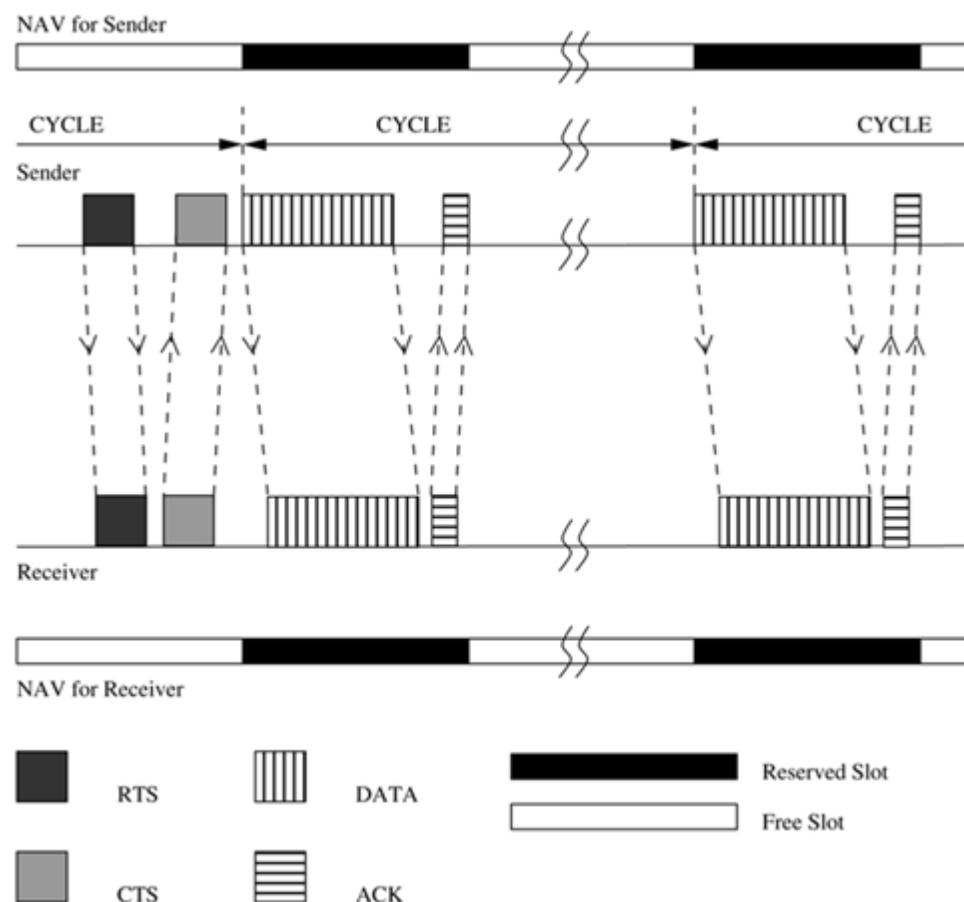 NAV for Sender
CYCLE CYCLE CYCLE
Sender
Receiver
NAV for Receiver
RTS DATA Reserved Slot
Free Slot
CTS ACK